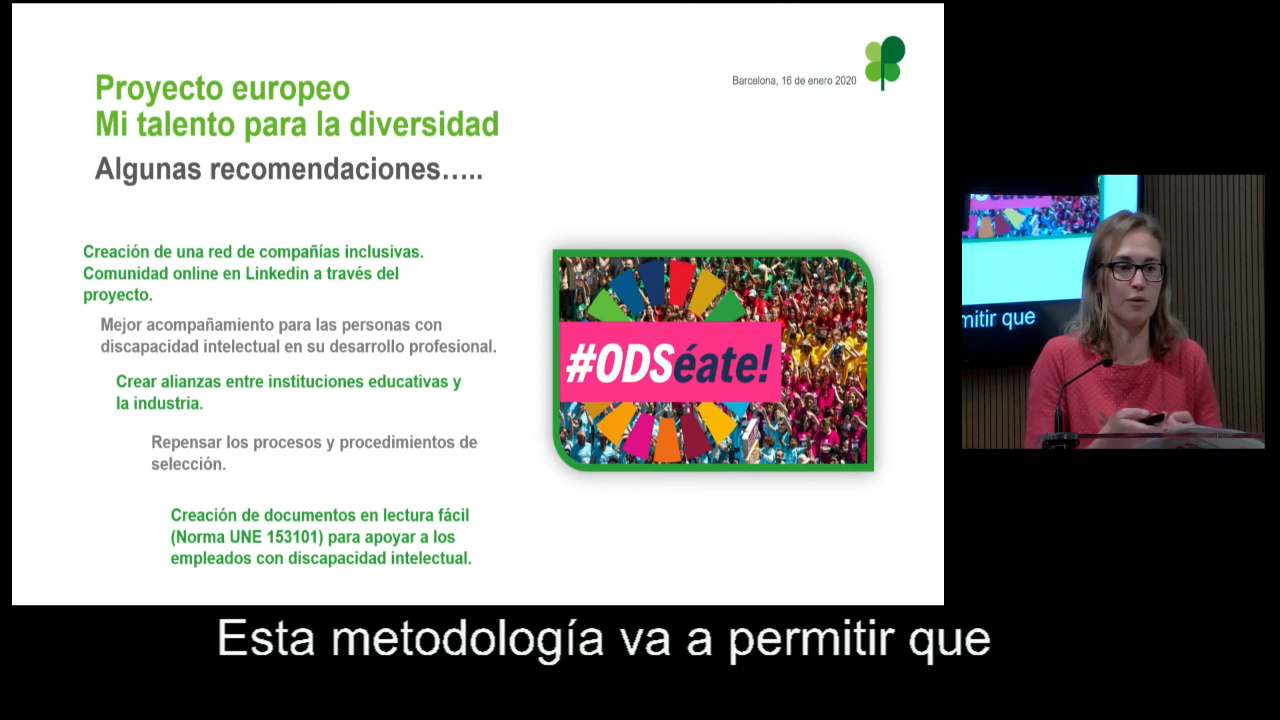 Proyecto europeo
Mi talento para la diversidad
Algunas recomendaciones…..
Barcelona, 16 de enero 2020
Creación de una red de compañías inclusivas.
Comunidad online en Linkedin a través del
proyecto.
Mejor acompañamiento para las personas con
discapacidad intelectual en su desarrollo profesional.
Crear alianzas entre instituciones educativas y
la industria.
Repensar los procesos y procedimientos de
selección.
Creación de documentos en lectura fácil
(Norma UNE 153101) para apoyar a los
empleados con discapacidad intelectual.
#ODSéate!
mitir que
Esta metodología va a permitir que